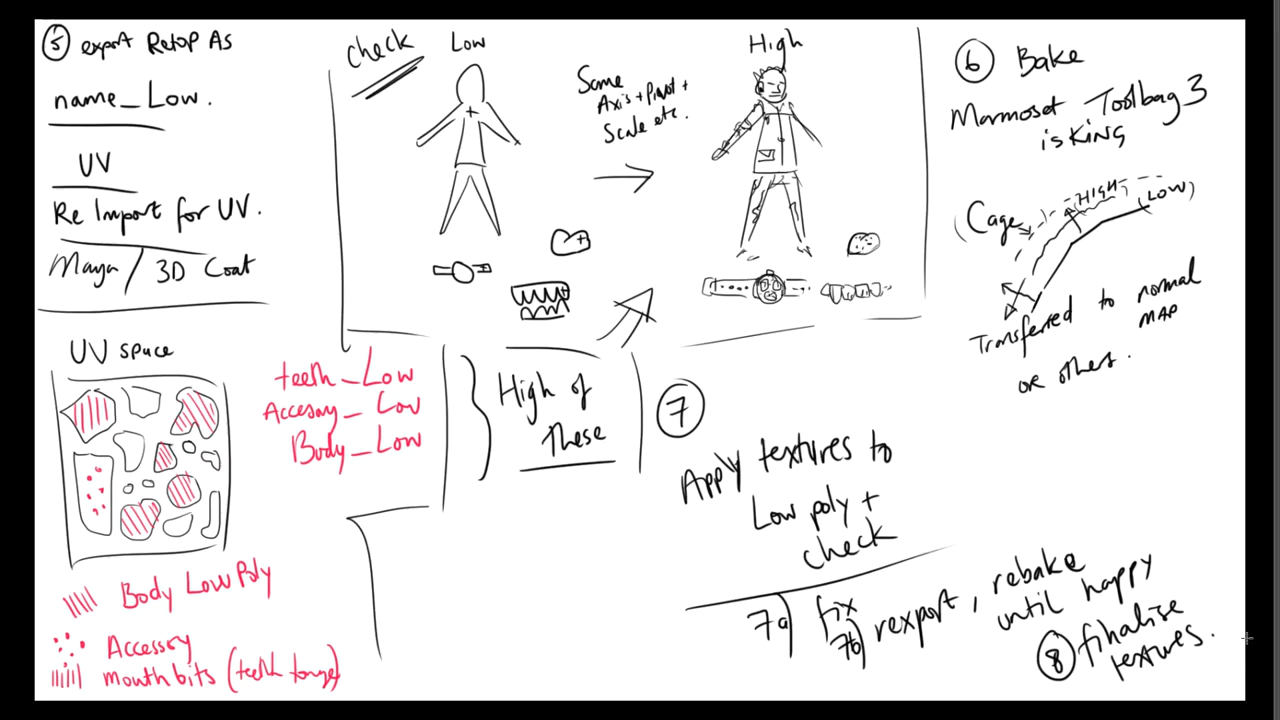 5 export Retop As
name_Low.
UV
Re Import for UV.
Maya / 3D Coat
check
Low
Same
Axis + pivot +
Scale etc.
High
6 Bake
Marmoset Toolbag 3
is KING
(Cage
HIGH
(LOW)
Transferred to normal
MAP
or others.
UV space
teeth_Low
Accesory_Low
Body_Low
High of
These
Body Low Poly
Accessory
mouth bits (teeth tonge)
7
Apply textures to
Low poly +
check
7a) fix
7b) rexport, rebake
until happy
8 finalise
textures.